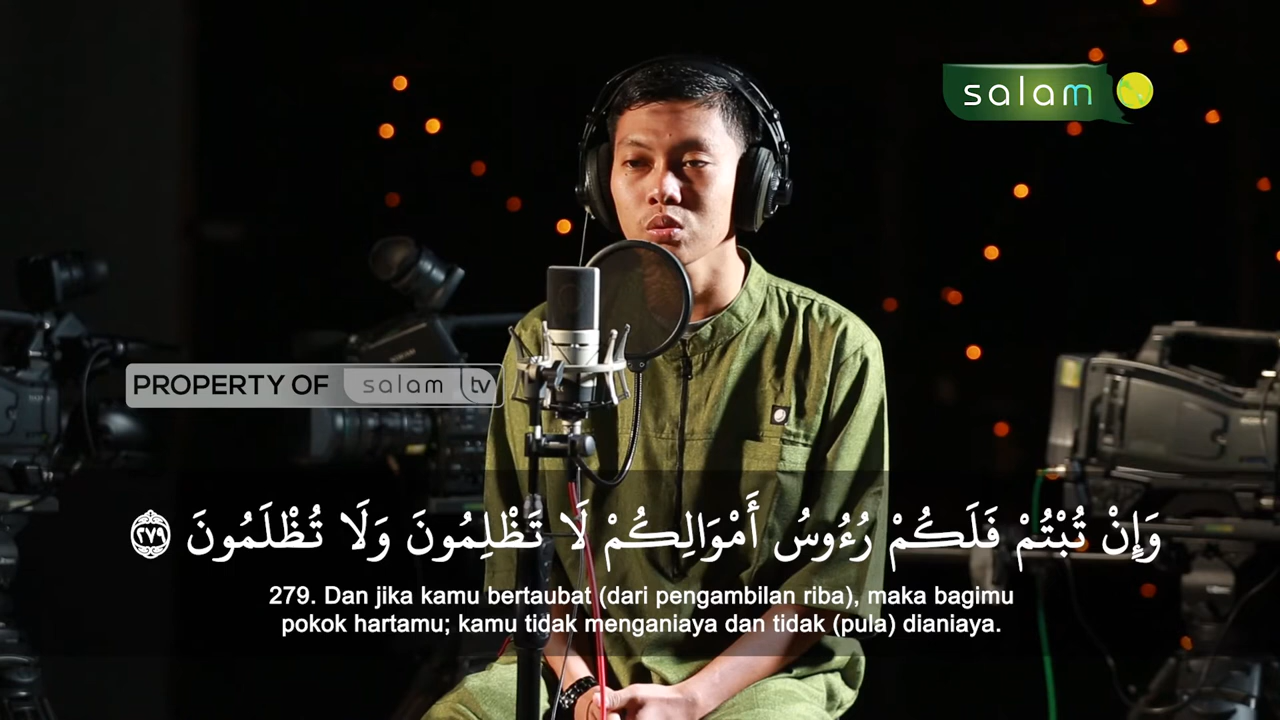 salam
PROPERTY OF salam tv
وَإِنْ تُبْتُمْ فَلَكُمْ رُءُوسُ أَمْوَالِكُمْ لَا تَظْلِمُونَ وَلَا تُظْلَمُونَ ٢٧٩
279. Dan jika kamu bertaubat (dari pengambilan riba), maka bagimu
pokok hartamu; kamu tidak menganiaya dan tidak (pula) dianiaya.